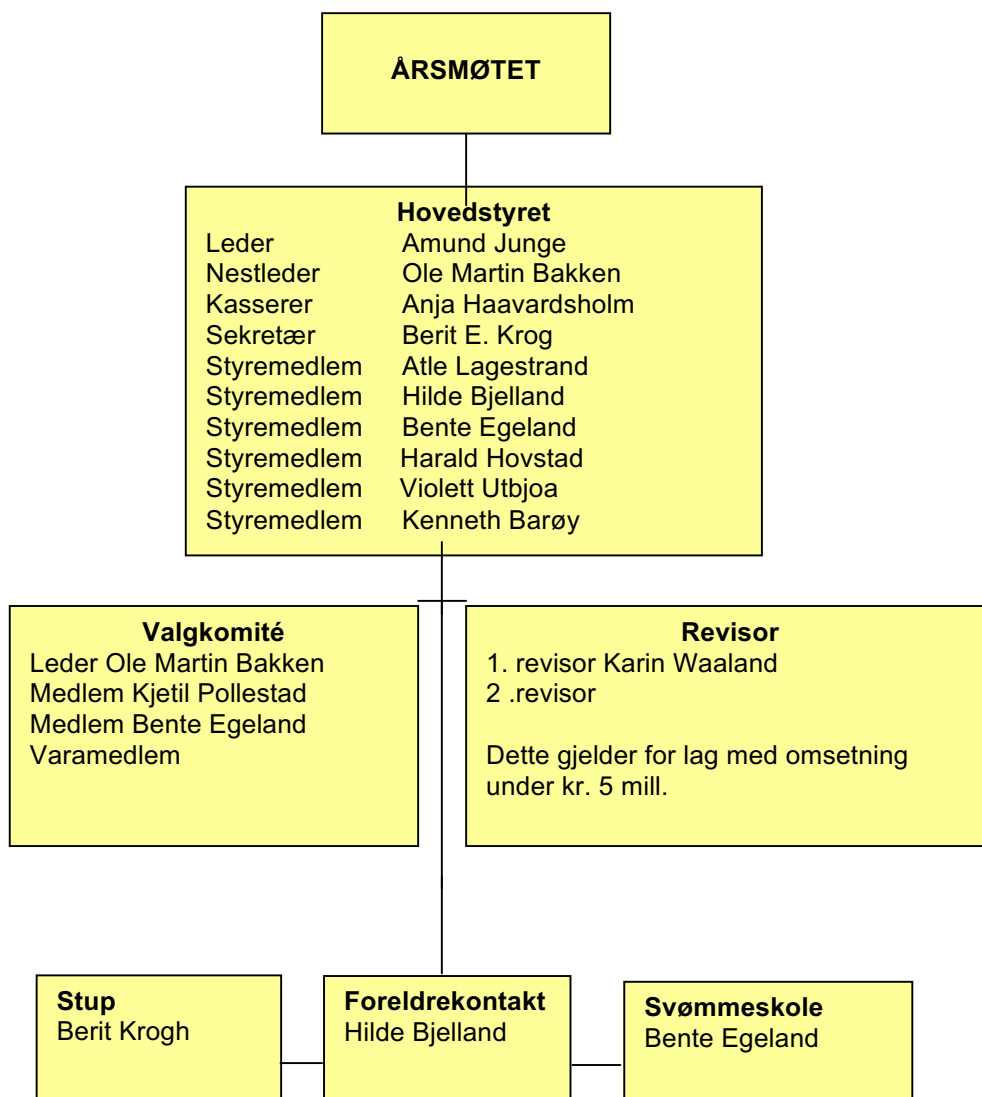 ÅRSMØTET
Hovedstyret
Leder Amund Junge
Nestleder Ole Martin Bakken
Kasserer Anja Haavardsholm
Sekretær Berit E. Krog
Styremedlem Atle Lagestrand
Styremedlem Hilde Bjelland
Styremedlem Bente Egeland
Styremedlem Harald Hovstad
Styremedlem Violett Utbjoa
Styremedlem Kenneth Barøy
Valgkomité
Leder Ole Martin Bakken
Medlem Kjetil Pollestad
Medlem Bente Egeland
Varamedlem
Revisor
1. revisor Karin Waaland
2 .revisor
Dette gjelder for lag med omsetning
under kr. 5 mill.
Stup
Berit Krogh
Foreldrekontakt
Hilde Bjelland
Svømmeskole
Bente Egeland